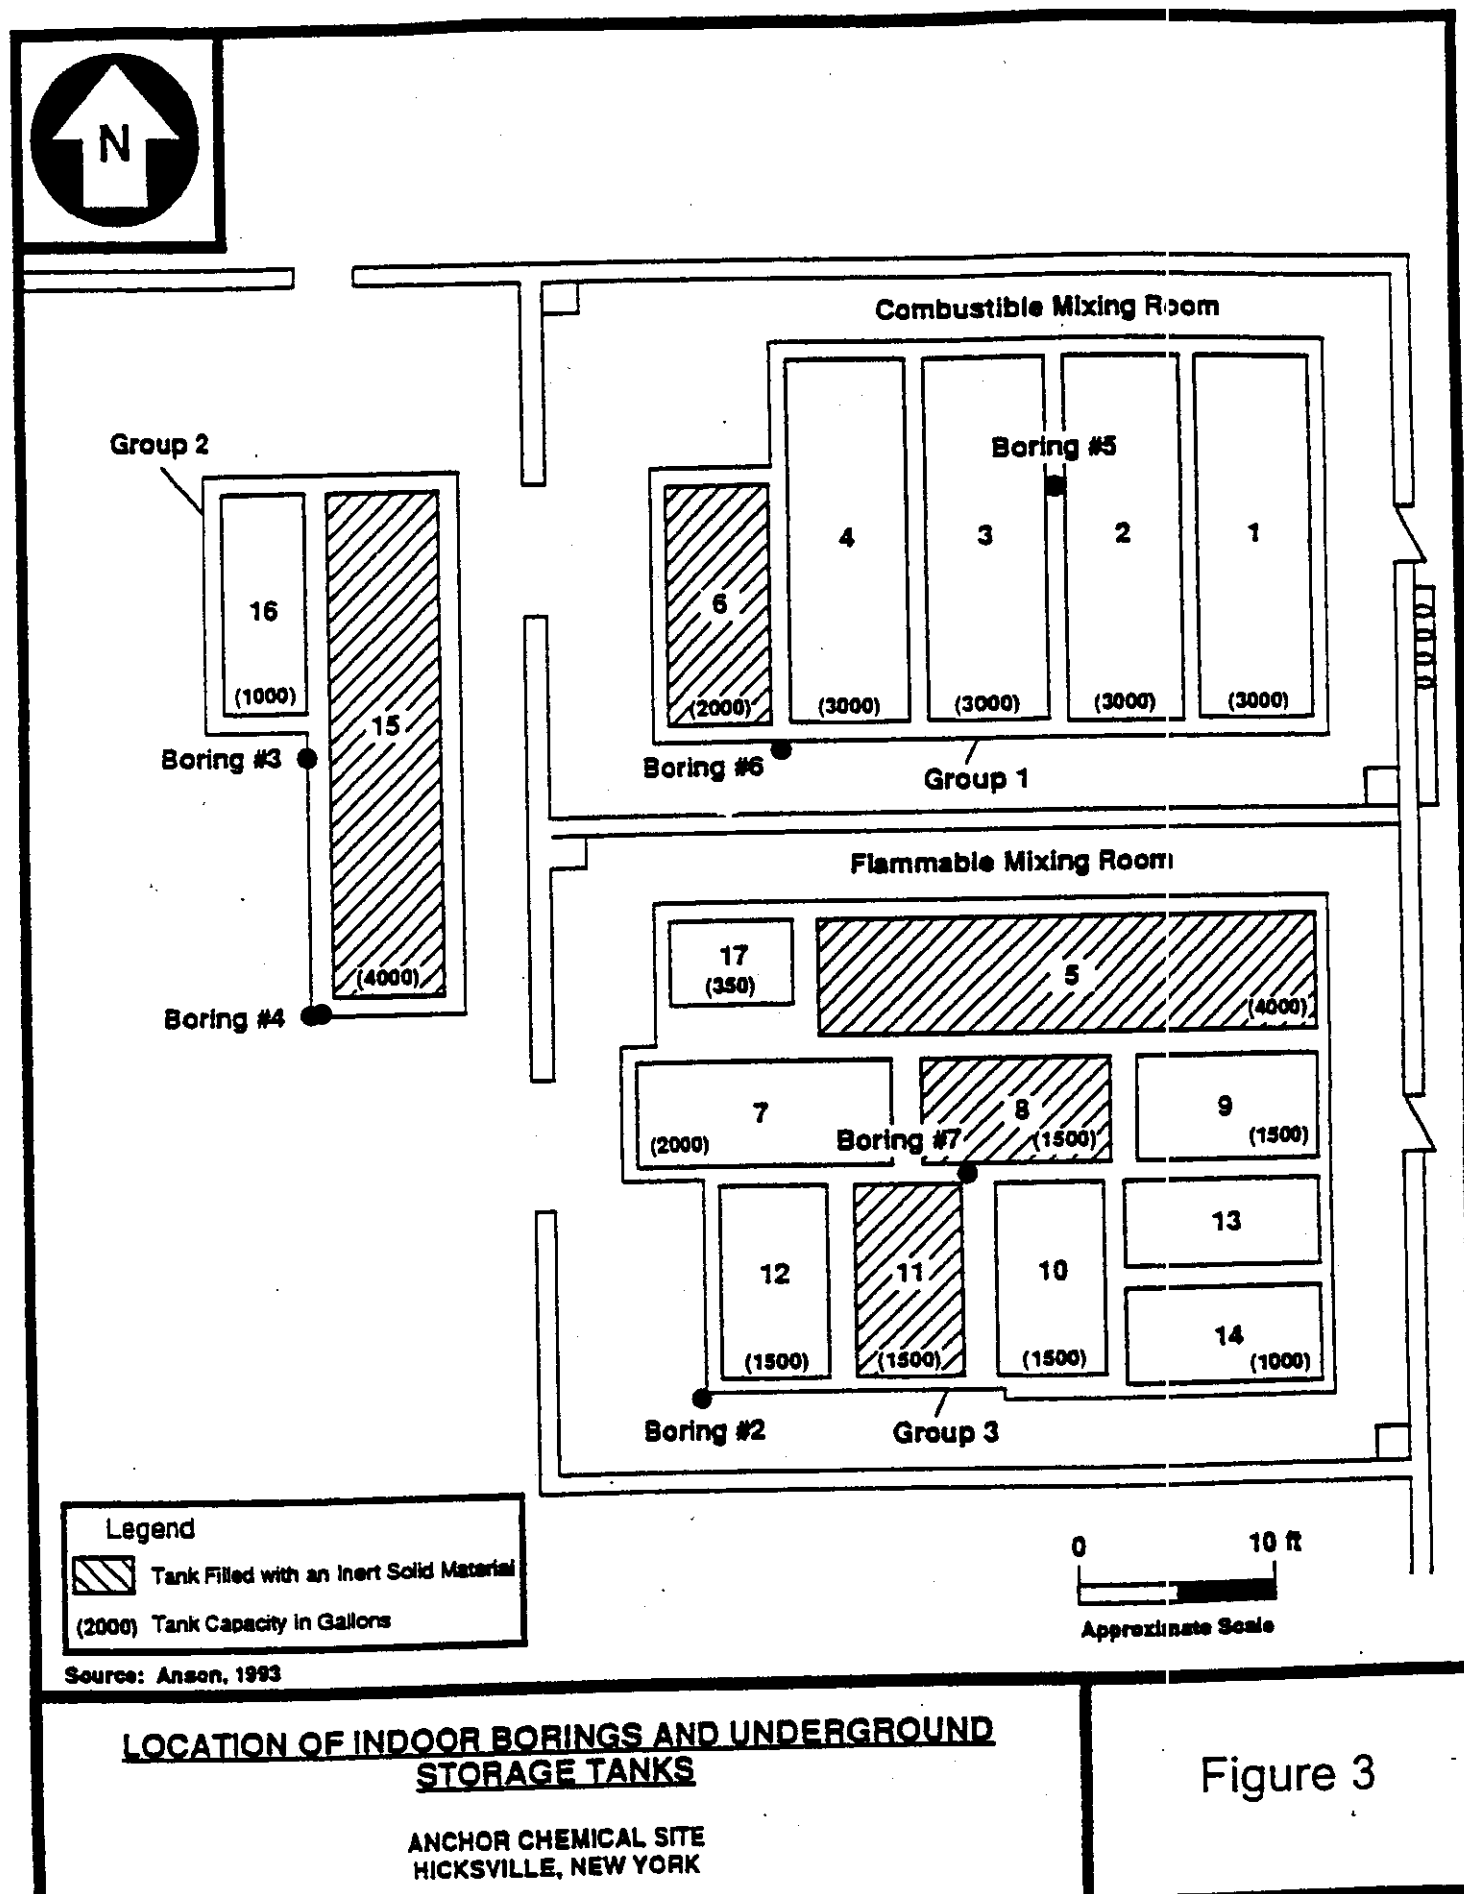 N
Combustible Mixing Room
Group 2
Boring #5
4
3
2
1
6
16
(1000)
15
(2000)
(3000)
(3000)
(3000)
(3000)
Boring #3
Boring #6
Group 1
Flammable Mixing Room
17
(350)
5
(4000)
(4000)
Boring #4
7
(2000)
8
(1500)
9
(1500)
Boring #7
12
(1500)
11
(1500)
10
(1500)
13
14
(1000)
Boring #2
Group 3
Legend
Tank Filled with an Inert Solid Material
(2000) Tank Capacity in Gallons
0 10 ft
Approximate Scale
Source: Anson, 1993
LOCATION OF INDOOR BORINGS AND UNDERGROUND
STORAGE TANKS
ANCHOR CHEMICAL SITE
HICKSVILLE, NEW YORK
Figure 3